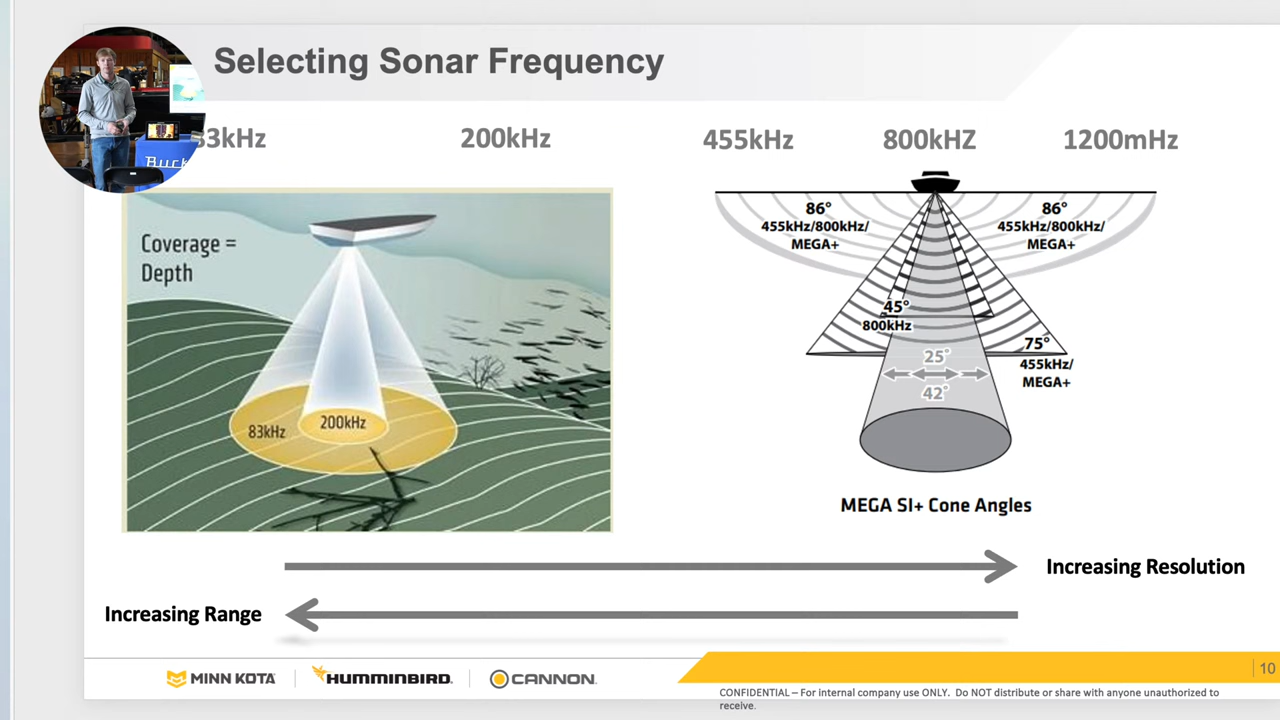 Selecting Sonar Frequency
83kHz
200kHz
455kHz
800kHZ
1200mHz
Coverage =
Depth
83kHz
200kHz
86°
455kHz/800kHz/
MEGA+
86°
455kHz/800kHz/
MEGA+
45°
800kHz
75°
455kHz/
MEGA+
25°
42°
MEGA SI+ Cone Angles
Increasing Resolution
Increasing Range
MINN KOTA
HUMMINBIRD
CANNON
10
CONFIDENTIAL – For internal company use ONLY. Do NOT distribute or share with anyone unauthorized to
receive.